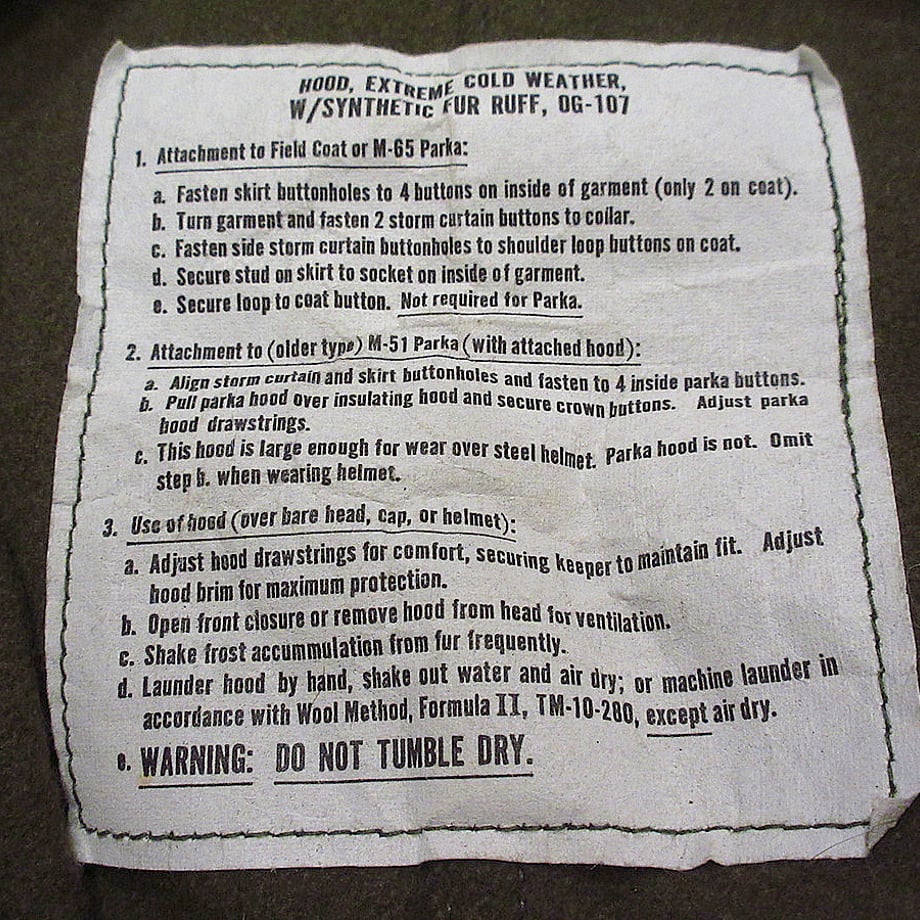 HOOD, EXTREME COLD WEATHER,
W/SYNTHETIC FUR RUFF, OG-107
1. Attachment to Field Coat or M-65 Parka:
a. Fasten skirt buttonholes to 4 buttons on inside of garment (only 2 on coat).
b. Turn garment and fasten 2 storm curtain buttons to collar.
c. Fasten side storm curtain buttonholes to shoulder loop buttons on coat.
d. Secure stud on skirt to socket on inside of garment.
e. Secure loop to coat button. Not required for Parka.
2. Attachment to (older type) M-51 Parka (with attached hood):
a. Align storm curtain and skirt buttonholes and fasten to 4 inside parka buttons.
b. Pull parka hood over insulating hood and secure crown buttons. Adjust parka
hood drawstrings.
c. This hood is large enough for wear over steel helmet. Parka hood is not. Omit
step b. when wearing helmet.
3. Use of hood (over bare head, cap, or helmet):
a. Adjust hood drawstrings for comfort, securing keeper to maintain fit. Adjust
hood brim for maximum protection.
b. Open front closure or remove hood from head for ventilation.
c. Shake frost accummulation from fur frequently.
d. Launder hood by hand, shake out water and air dry; or machine launder in
accordance with Wool Method, Formula II, TM-10-280, except air dry.
e. WARNING: DO NOT TUMBLE DRY.